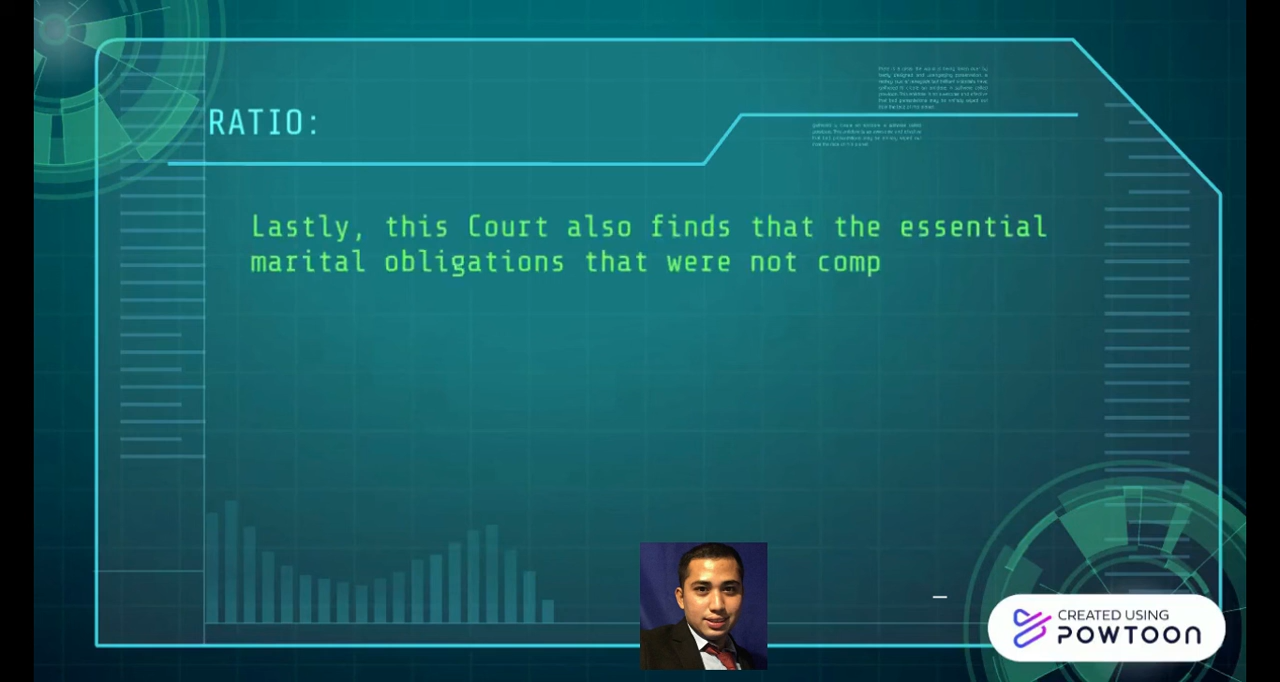 RATIO:
Lastly, this Court also finds that the essential
marital obligations that were not comp
CREATED USING
POWTOON